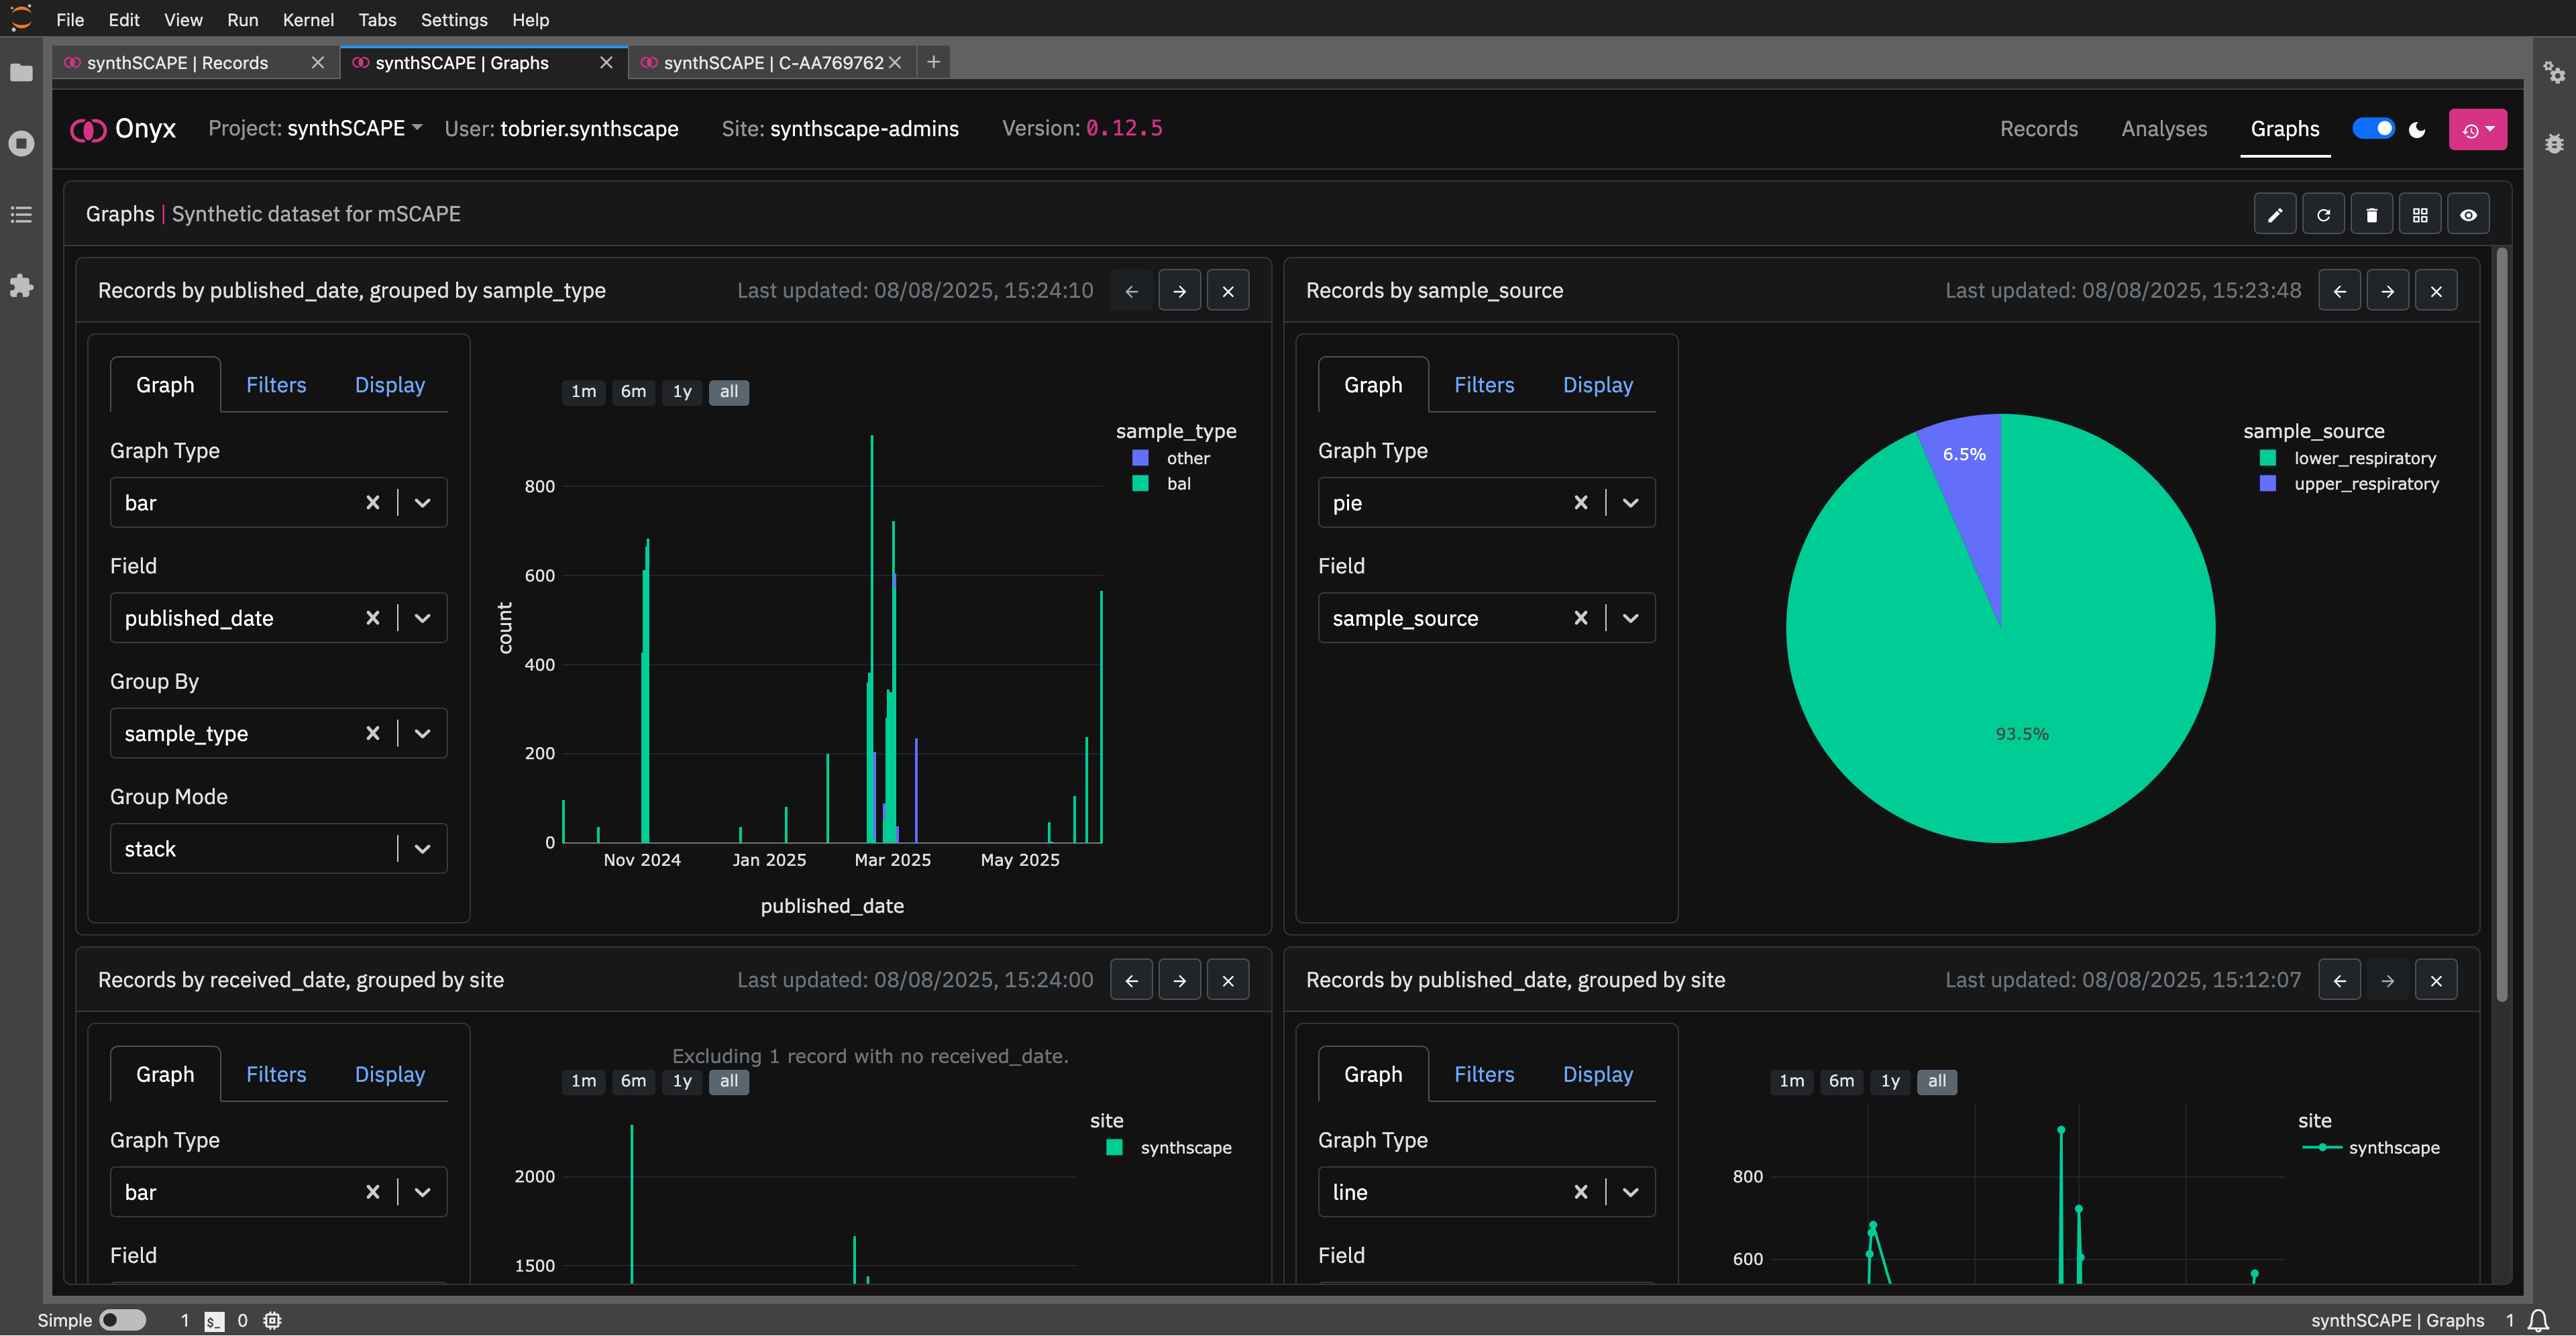 File Edit View Run Kernel Tabs Settings Help
synthSCAPE | Records
synthSCAPE | Graphs
synthSCAPE | C-AA769762
Onyx Project: synthSCAPE User: tobrier.synthscape Site: synthscape-admins Version: 0.12.5 Records Analyses Graphs
Graphs | Synthetic dataset for mSCAPE
Records by published_date, grouped by sample_type Last updated: 08/08/2025, 15:24:10
Graph Filters Display
Graph Type
bar
Field
published_date
Group By
sample_type
Group Mode
stack
1m 6m 1y all
sample_type
other
bal
count
800
600
400
200
0
Nov 2024 Jan 2025 Mar 2025 May 2025
published_date
Records by sample_source Last updated: 08/08/2025, 15:23:48
Graph Filters Display
Graph Type
pie
Field
sample_source
6.5%
93.5%
sample_source
lower_respiratory
upper_respiratory
Records by received_date, grouped by site Last updated: 08/08/2025, 15:24:00
Graph Filters Display
Graph Type
bar
Field
Excluding 1 record with no received_date.
1m 6m 1y all
site
synthscape
2000
1500
Records by published_date, grouped by site Last updated: 08/08/2025, 15:12:07
Graph Filters Display
Graph Type
line
Field
1m 6m 1y all
site
synthscape
800
600
Simple 1 $_ 0 synthSCAPE | Graphs 1